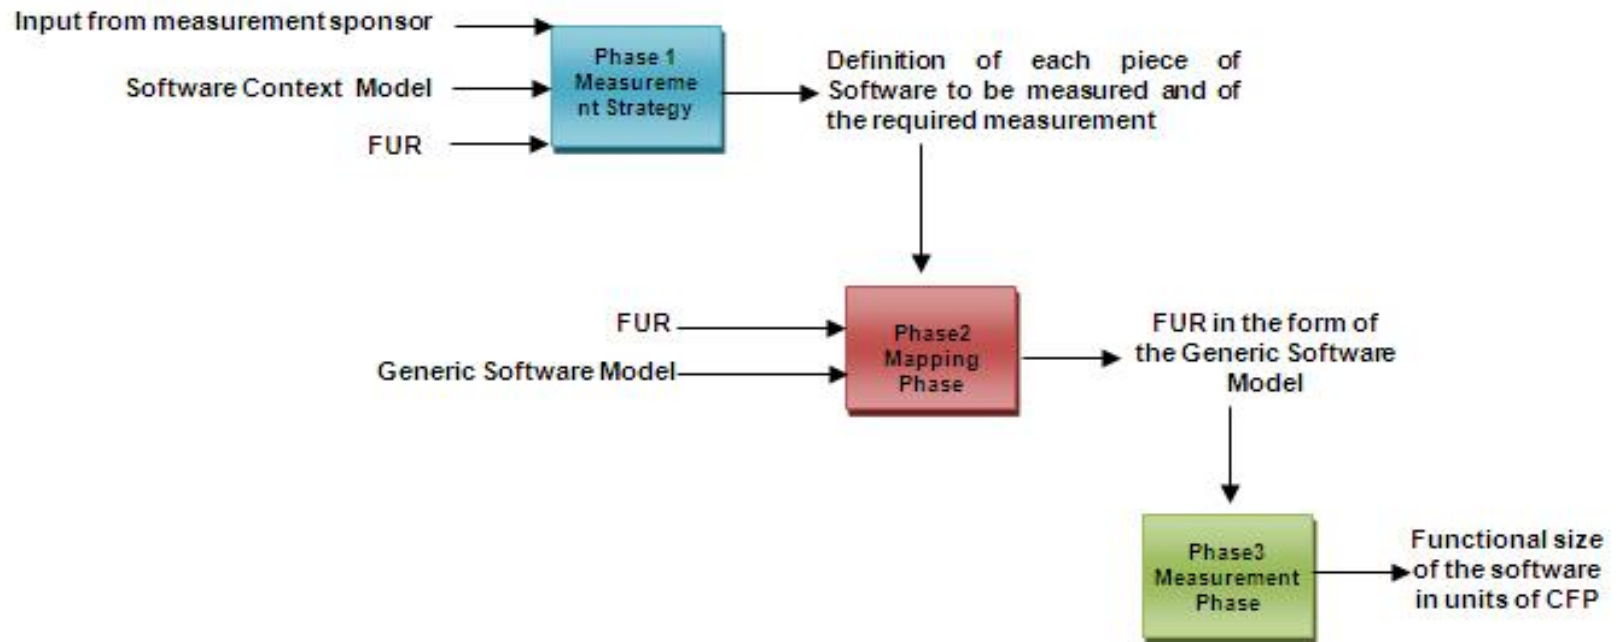 Input from measurement sponsor
Software Context Model
FUR
Phase 1
Measureme
nt Strategy
Definition of each piece of
Software to be measured and of
the required measurement
FUR
Generic Software Model
Phase2
Mapping
Phase
FUR in the form of
the Generic Software
Model
Phase3
Measurement
Phase
Functional size
of the software
in units of CFP